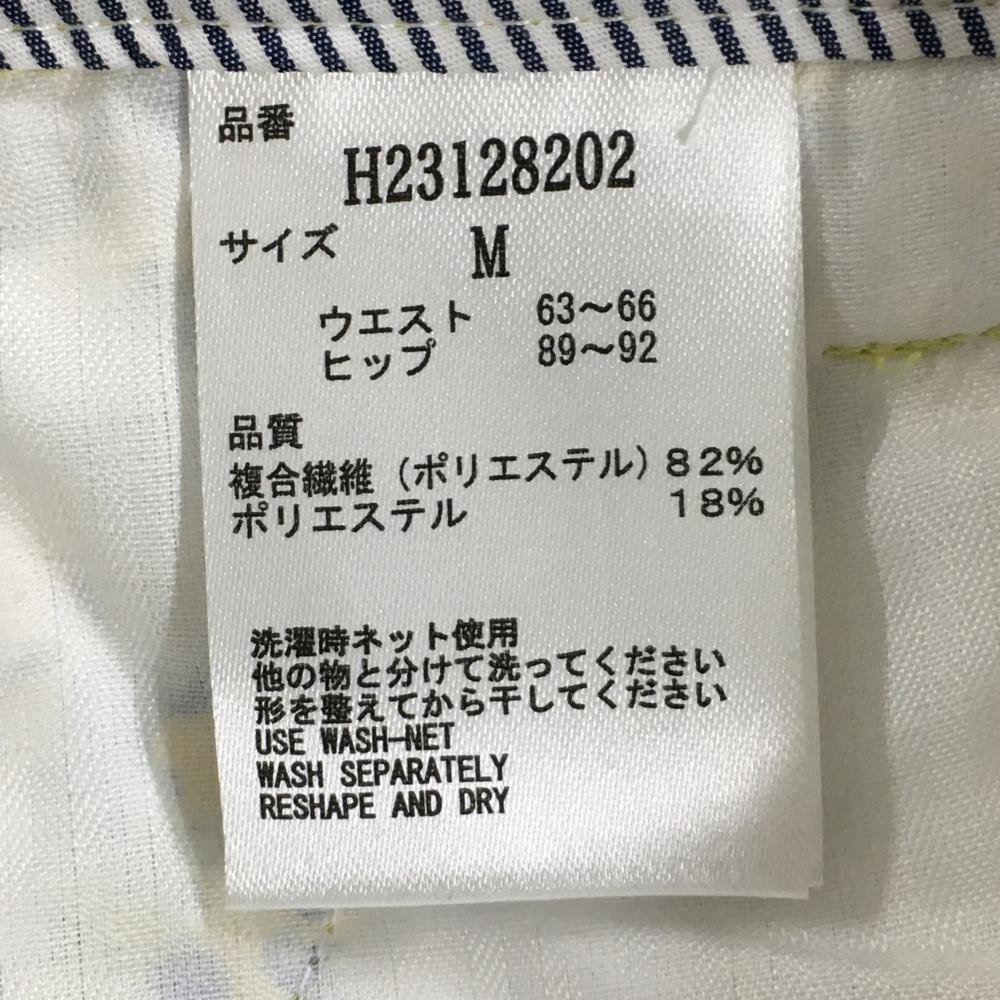 品番
H23128202
サイズ M
ウエスト 63～66
ヒップ 89～92
品質
複合繊維（ポリエステル）82％
ポリエステル 18％
洗濯時ネット使用
他の物と分けて洗ってください
形を整えてから干してください
USE WASH-NET
WASH SEPARATELY
RESHAPE AND DRY